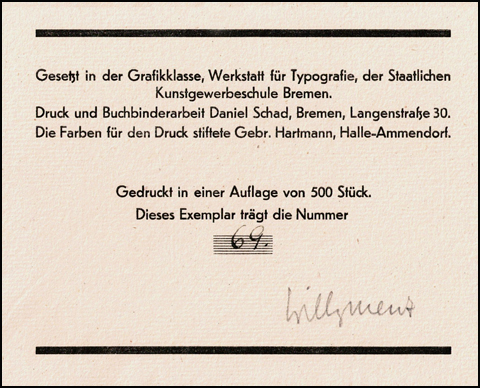 Gesetzt in der Grafikklasse, Werkstatt für Typografie, der Staatlichen
Kunstgewerbeschule Bremen.
Druck und Buchbinderarbeit Daniel Schad, Bremen, Langenstraße 30.
Die Farben für den Druck stiftete Gebr. Hartmann, Halle-Ammendorf.
Gedruckt in einer Auflage von 500 Stück.
Dieses Exemplar trägt die Nummer
69.
Willy Menz